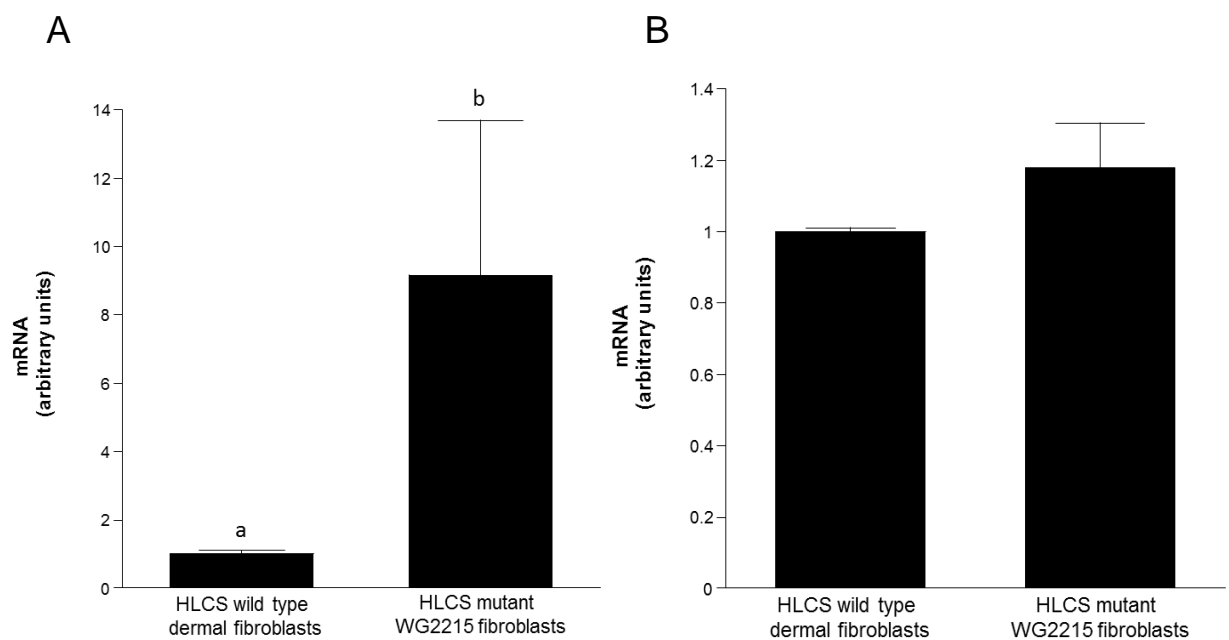 A
mRNA
(arbitrary units)
14
12
10
8
6
4
2
0
a
b
HLCS wild type
dermal fibroblasts
HLCS mutant
WG2215 fibroblasts
B
mRNA
(arbitrary units)
1.4
1.2
1
0.8
0.6
0.4
0.2
0
HLCS wild type
dermal fibroblasts
HLCS mutant
WG2215 fibroblasts